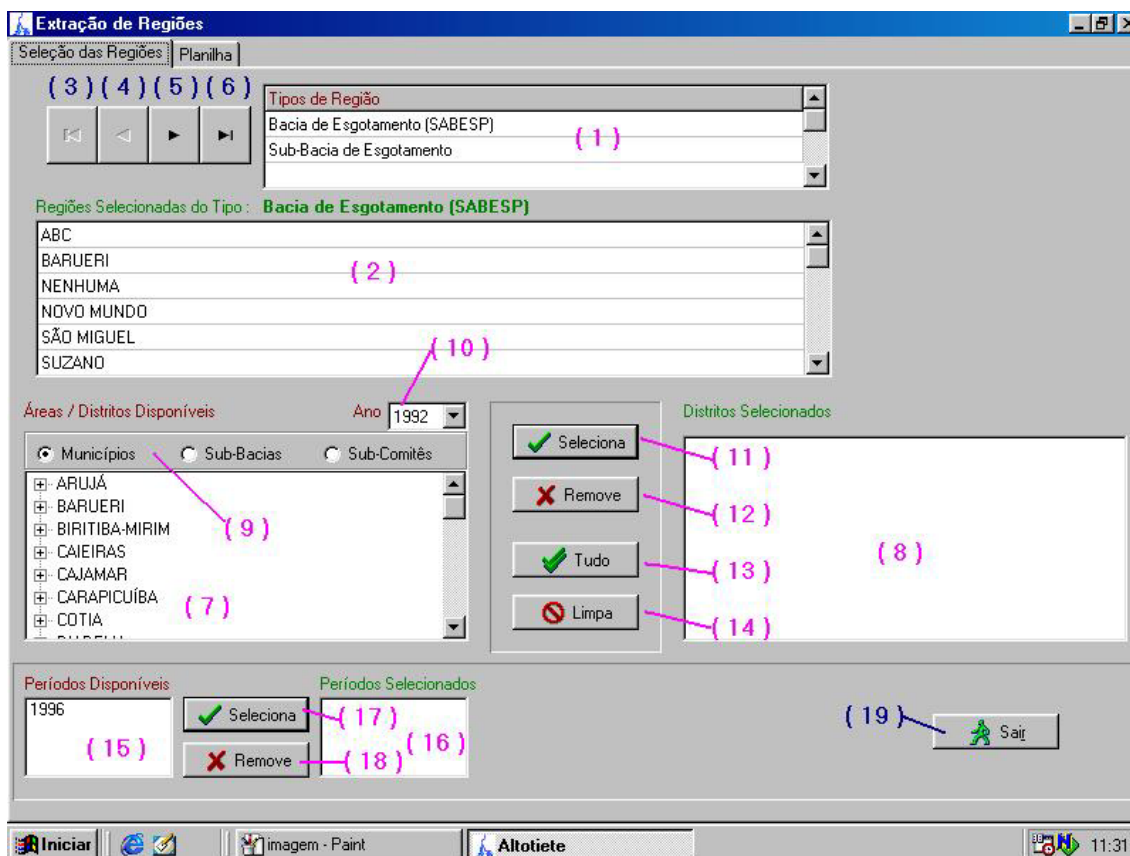 Extração de Regiões
Seleção das Regiões Planilha
( 3 ) ( 4 ) ( 5 ) ( 6 )
Tipos de Região
Bacia de Esgotamento (SABESP)
( 1 )
Sub-Bacia de Esgotamento
Regiões Selecionadas do Tipo : Bacia de Esgotamento (SABESP)
ABC
BARUERI
( 2 )
NENHUMA
NOVO MUNDO
SÃO MIGUEL
SUZANO
( 10 )
Áreas / Distritos Disponíveis
Ano 1992
Municípios Sub-Bacias Sub-Comitês
ARUJÁ
BARUERI
BIRITIBA-MIRIM
CAIEIRAS
CAJAMAR
CARAPICUÍBA
COTIA
( 9 )
( 7 )
Seleciona
( 11 )
Remove
( 12 )
Tudo
( 13 )
Limpa
( 14 )
Distritos Selecionados
( 8 )
Períodos Disponíveis
1996
( 15 )
Seleciona
( 17 )
Remove
( 18 )
Períodos Selecionados
( 16 )
( 19 )
Sair
Iniciar imagem - Paint Altotiete 11:31